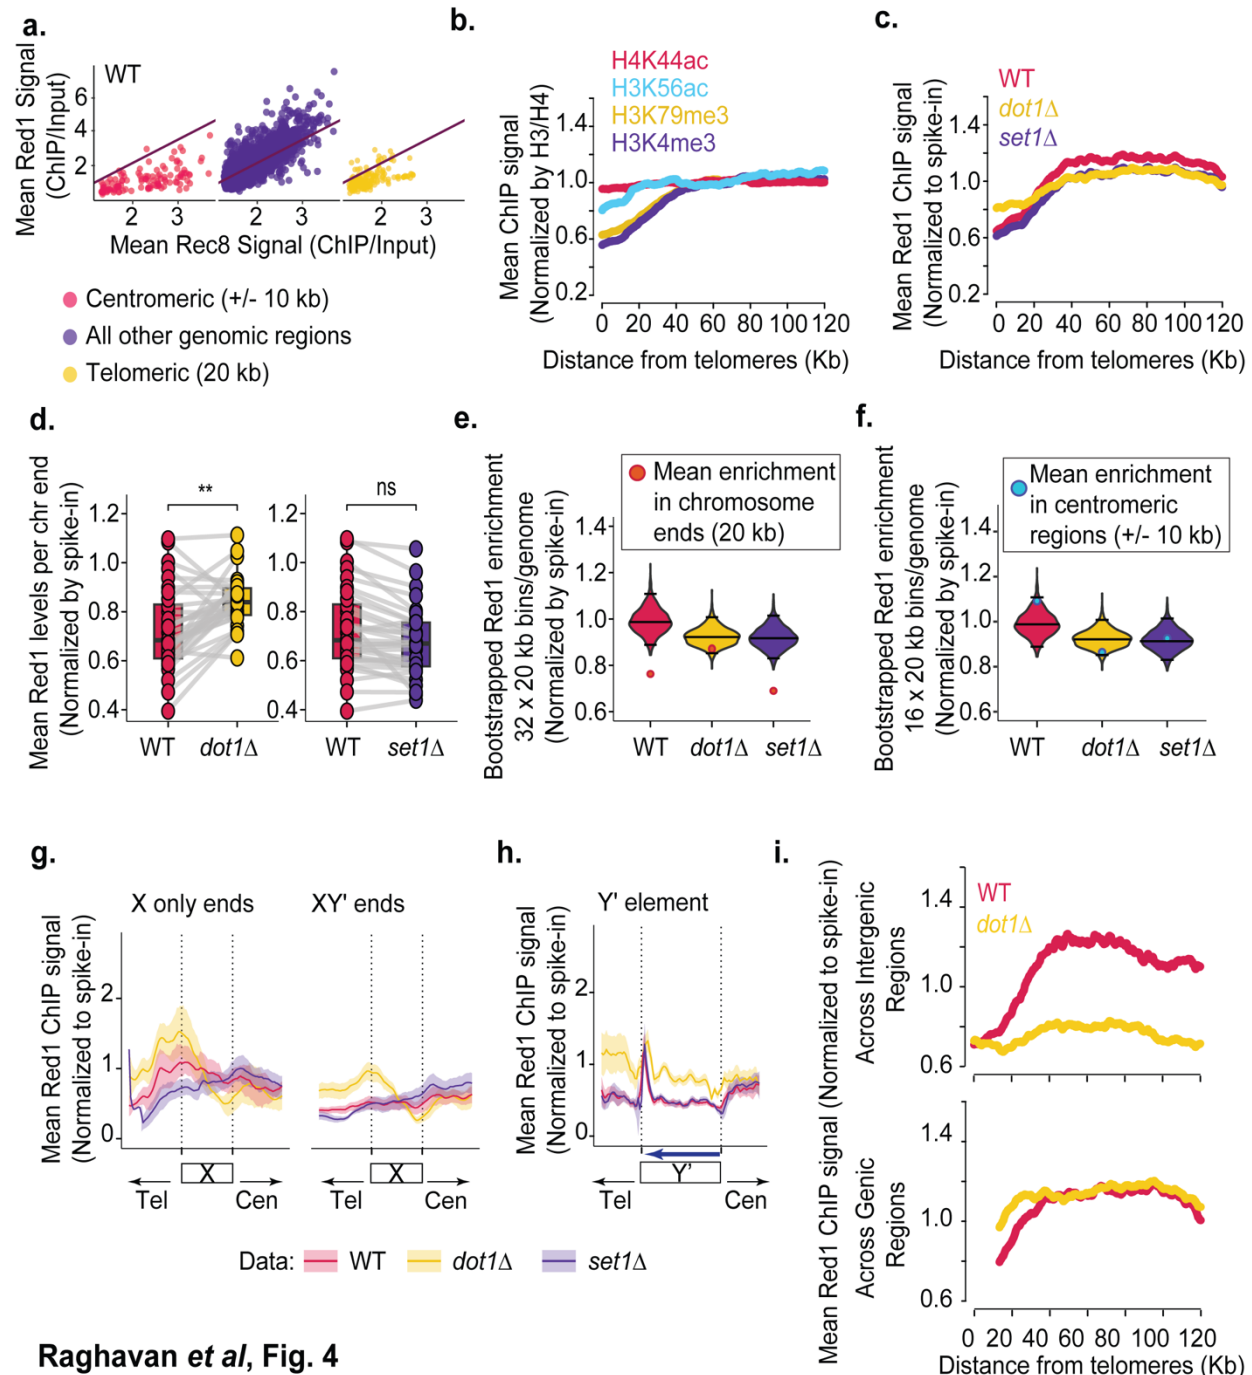 a.
Mean Red1 Signal
(ChIP/Input)
WT
6
4
2
2 3 2 3 2 3
Mean Rec8 Signal (ChIP/Input)
Centromeric (+/- 10 kb)
All other genomic regions
Telomeric (20 kb)
b.
Mean ChIP signal
(Normalized by H3/H4)
H4K44ac
H3K56ac
H3K79me3
H3K4me3
1.4
1.0
0.6
0.2
0 20 40 60 80 100 120
Distance from telomeres (Kb)
c.
Mean Red1 ChIP signal
(Normalized to spike-in)
WT
dot1Δ
set1Δ
1.4
1.0
0.6
0.2
0 20 40 60 80 100 120
Distance from telomeres (Kb)
d.
Mean Red1 levels per chr end
(Normalized by spike-in)
**
1.2
1.0
0.8
0.6
0.4
WT dot1Δ
ns
1.2
1.0
0.8
0.6
0.4
WT set1Δ
e.
Bootstrapped Red1 enrichment
32 x 20 kb bins/genome
(Normalized by spike-in)
Mean enrichment
in chromosome
ends (20 kb)
1.4
1.2
1.0
0.8
0.6
WT dot1Δ set1Δ
f.
Bootstrapped Red1 enrichment
16 x 20 kb bins/genome
(Normalized by spike-in)
Mean enrichment
in centromeric
regions (+/- 10 kb)
1.4
1.2
1.0
0.8
0.6
WT dot1Δ set1Δ
g.
Mean Red1 ChIP signal
(Normalized to spike-in)
X only ends
XY' ends
2
1
0
X
Tel Cen
X
Tel Cen
h.
Mean Red1 ChIP signal
(Normalized to spike-in)
Y' element
2
1
0
Y'
Tel Cen
Data: WT dot1Δ set1Δ
i.
Mean Red1 ChIP signal (Normalized to spike-in)
Across Intergenic
Regions
WT
dot1Δ
1.4
1.0
0.6
Across Genic
Regions
1.4
1.0
0.6
0 20 40 60 80 100 120
Distance from telomeres (Kb)
Raghavan et al, Fig. 4